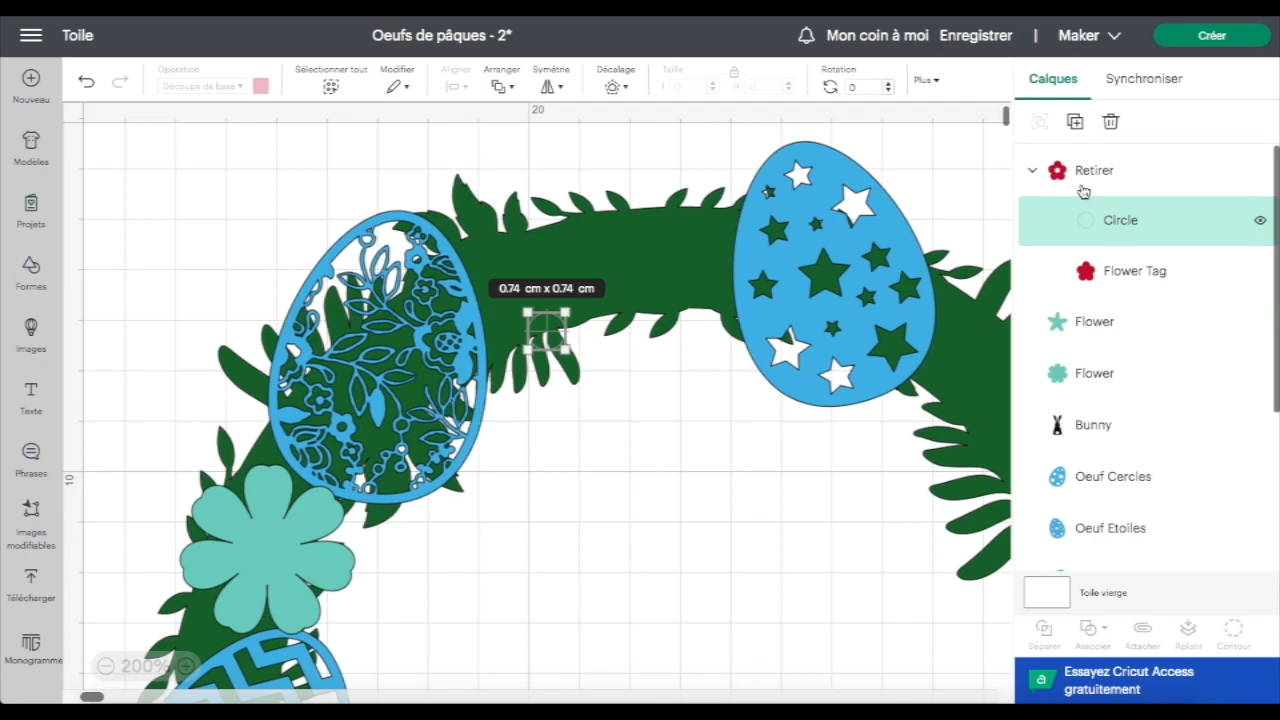 Toile
Oeufs de pâques - 2*
Mon coin à moi
Enregistrer
|
Maker
Créer
Nouveau
Modèles
Projets
Formes
Images
Texte
Phrases
Images
modifiables
Télécharger
Monogramme
Opération
Découpe de base
Sélectionner tout
Modifier
Aligner
Arranger
Symétrie
Décalage
Taille
l
0
H
0
Rotation
0
Plus
20
10
0.74 cm x 0.74 cm
200%
Calques
Synchroniser
Retirer
Circle
Flower Tag
Flower
Flower
Bunny
Oeuf Cercles
Oeuf Etoiles
Toile vierge
Séparer
Associer
Attacher
Aplatir
Contour
a
Essayez Cricut Access
gratuitement